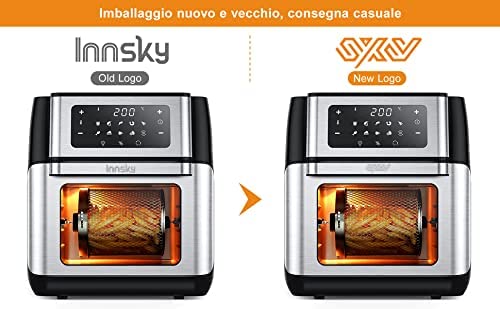 Imballaggio nuovo e vecchio, consegna casuale
Innsky
Old Logo
New Logo
200
Innsky
200